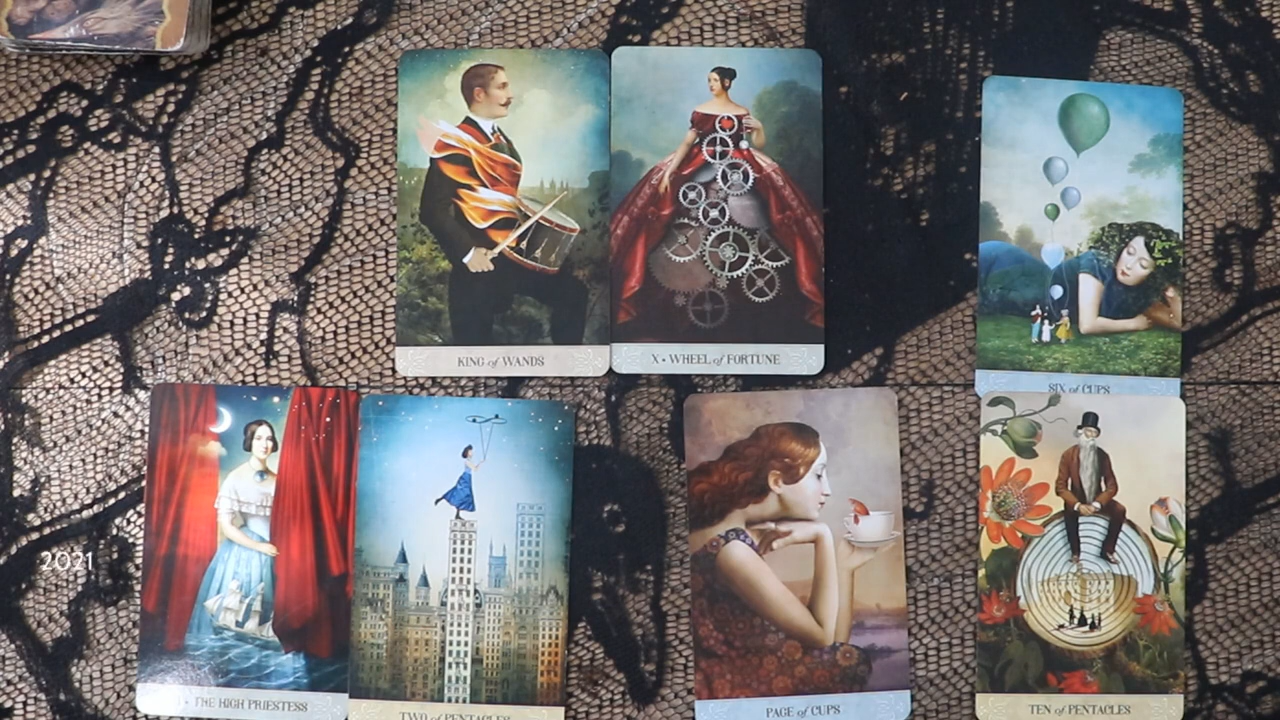 KING of WANDS
X • WHEEL of FORTUNE
SIX of CUPS
2021
• THE HIGH PRIESTESS
TWO of PENTACLES
PAGE of CUPS
TEN of PENTACLES